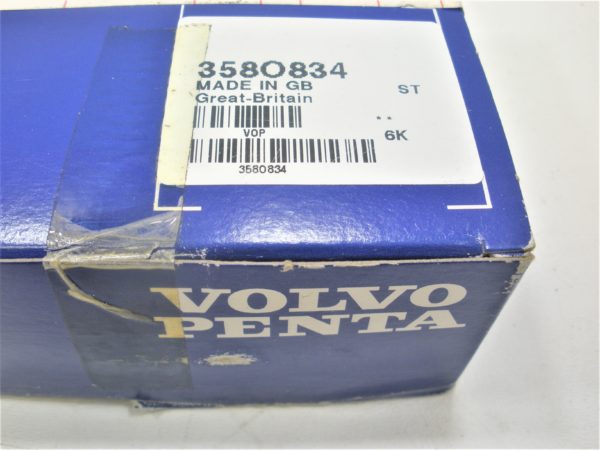 3580834
MADE IN GB
ST
Great-Britain
**
VOP
6K
3580834
VOLVO
PENTA